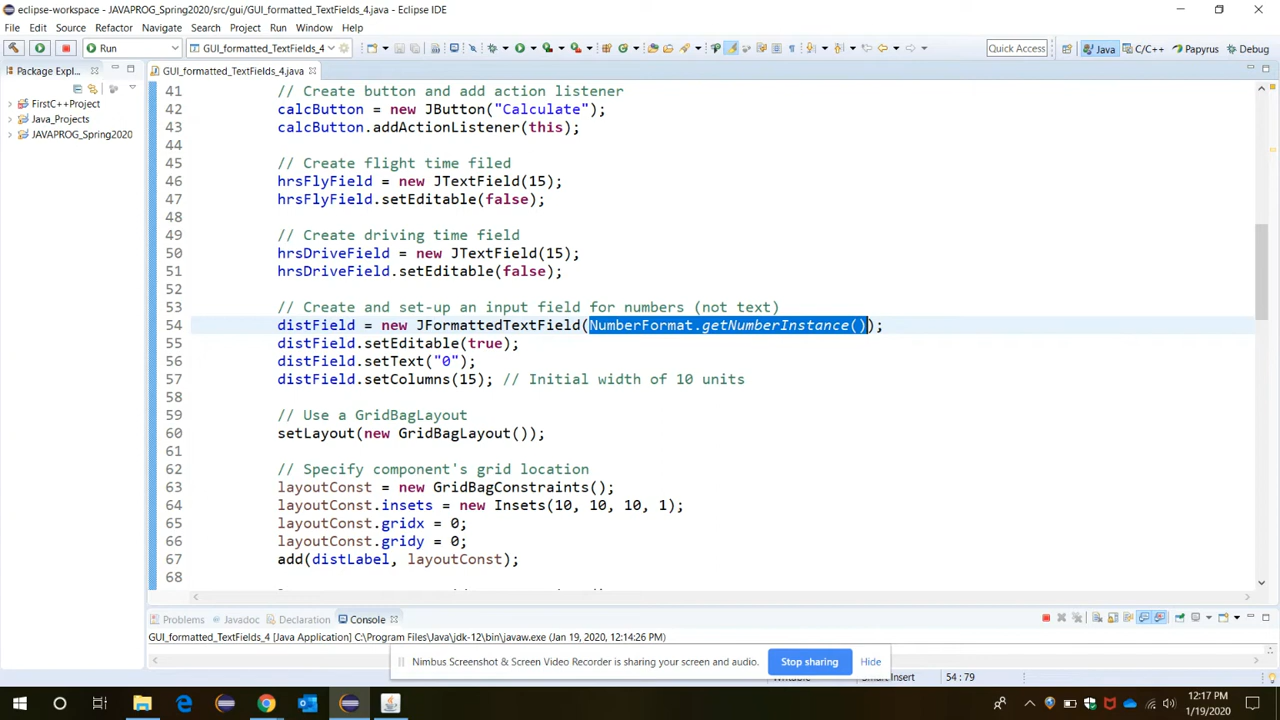 eclipse-workspace - JAVAPROG_Spring2020/src/gui/GUI_formatted_TextFields_4.java - Eclipse IDE
File Edit Source Refactor Navigate Search Project Run Window Help
Run GUI_formatted_TextFields_4 Quick Access Java C/C++ Papyrus Debug
Package Expl... GUI_formatted_TextFields_4.java
FirstC++Project
Java_Projects
JAVAPROG_Spring2020
41 // Create button and add action listener
42 calcButton = new JButton("Calculate");
43 calcButton.addActionListener(this);
44
45 // Create flight time filed
46 hrsFlyField = new JTextField(15);
47 hrsFlyField.setEditable(false);
48
49 // Create driving time field
50 hrsDriveField = new JTextField(15);
51 hrsDriveField.setEditable(false);
52
53 // Create and set-up an input field for numbers (not text)
54 distField = new JFormattedTextField(NumberFormat.getNumberInstance());
55 distField.setEditable(true);
56 distField.setText("0");
57 distField.setColumns(15); // Initial width of 10 units
58
59 // Use a GridBagLayout
60 setLayout(new GridBagLayout());
61
62 // Specify component's grid location
63 layoutConst = new GridBagConstraints();
64 layoutConst.insets = new Insets(10, 10, 10, 1);
65 layoutConst.gridx = 0;
66 layoutConst.gridy = 0;
67 add(distLabel, layoutConst);
68
Problems Javadoc Declaration Console
GUI_formatted_TextFields_4 [Java Application] C:\Program Files\Java\jdk-12\bin\javaw.exe (Jan 19, 2020, 12:14:26 PM)
Nimbus Screenshot & Screen Video Recorder is sharing your screen and audio. Stop sharing Hide
Writable Smart Insert 54 : 79
12:17 PM
1/19/2020